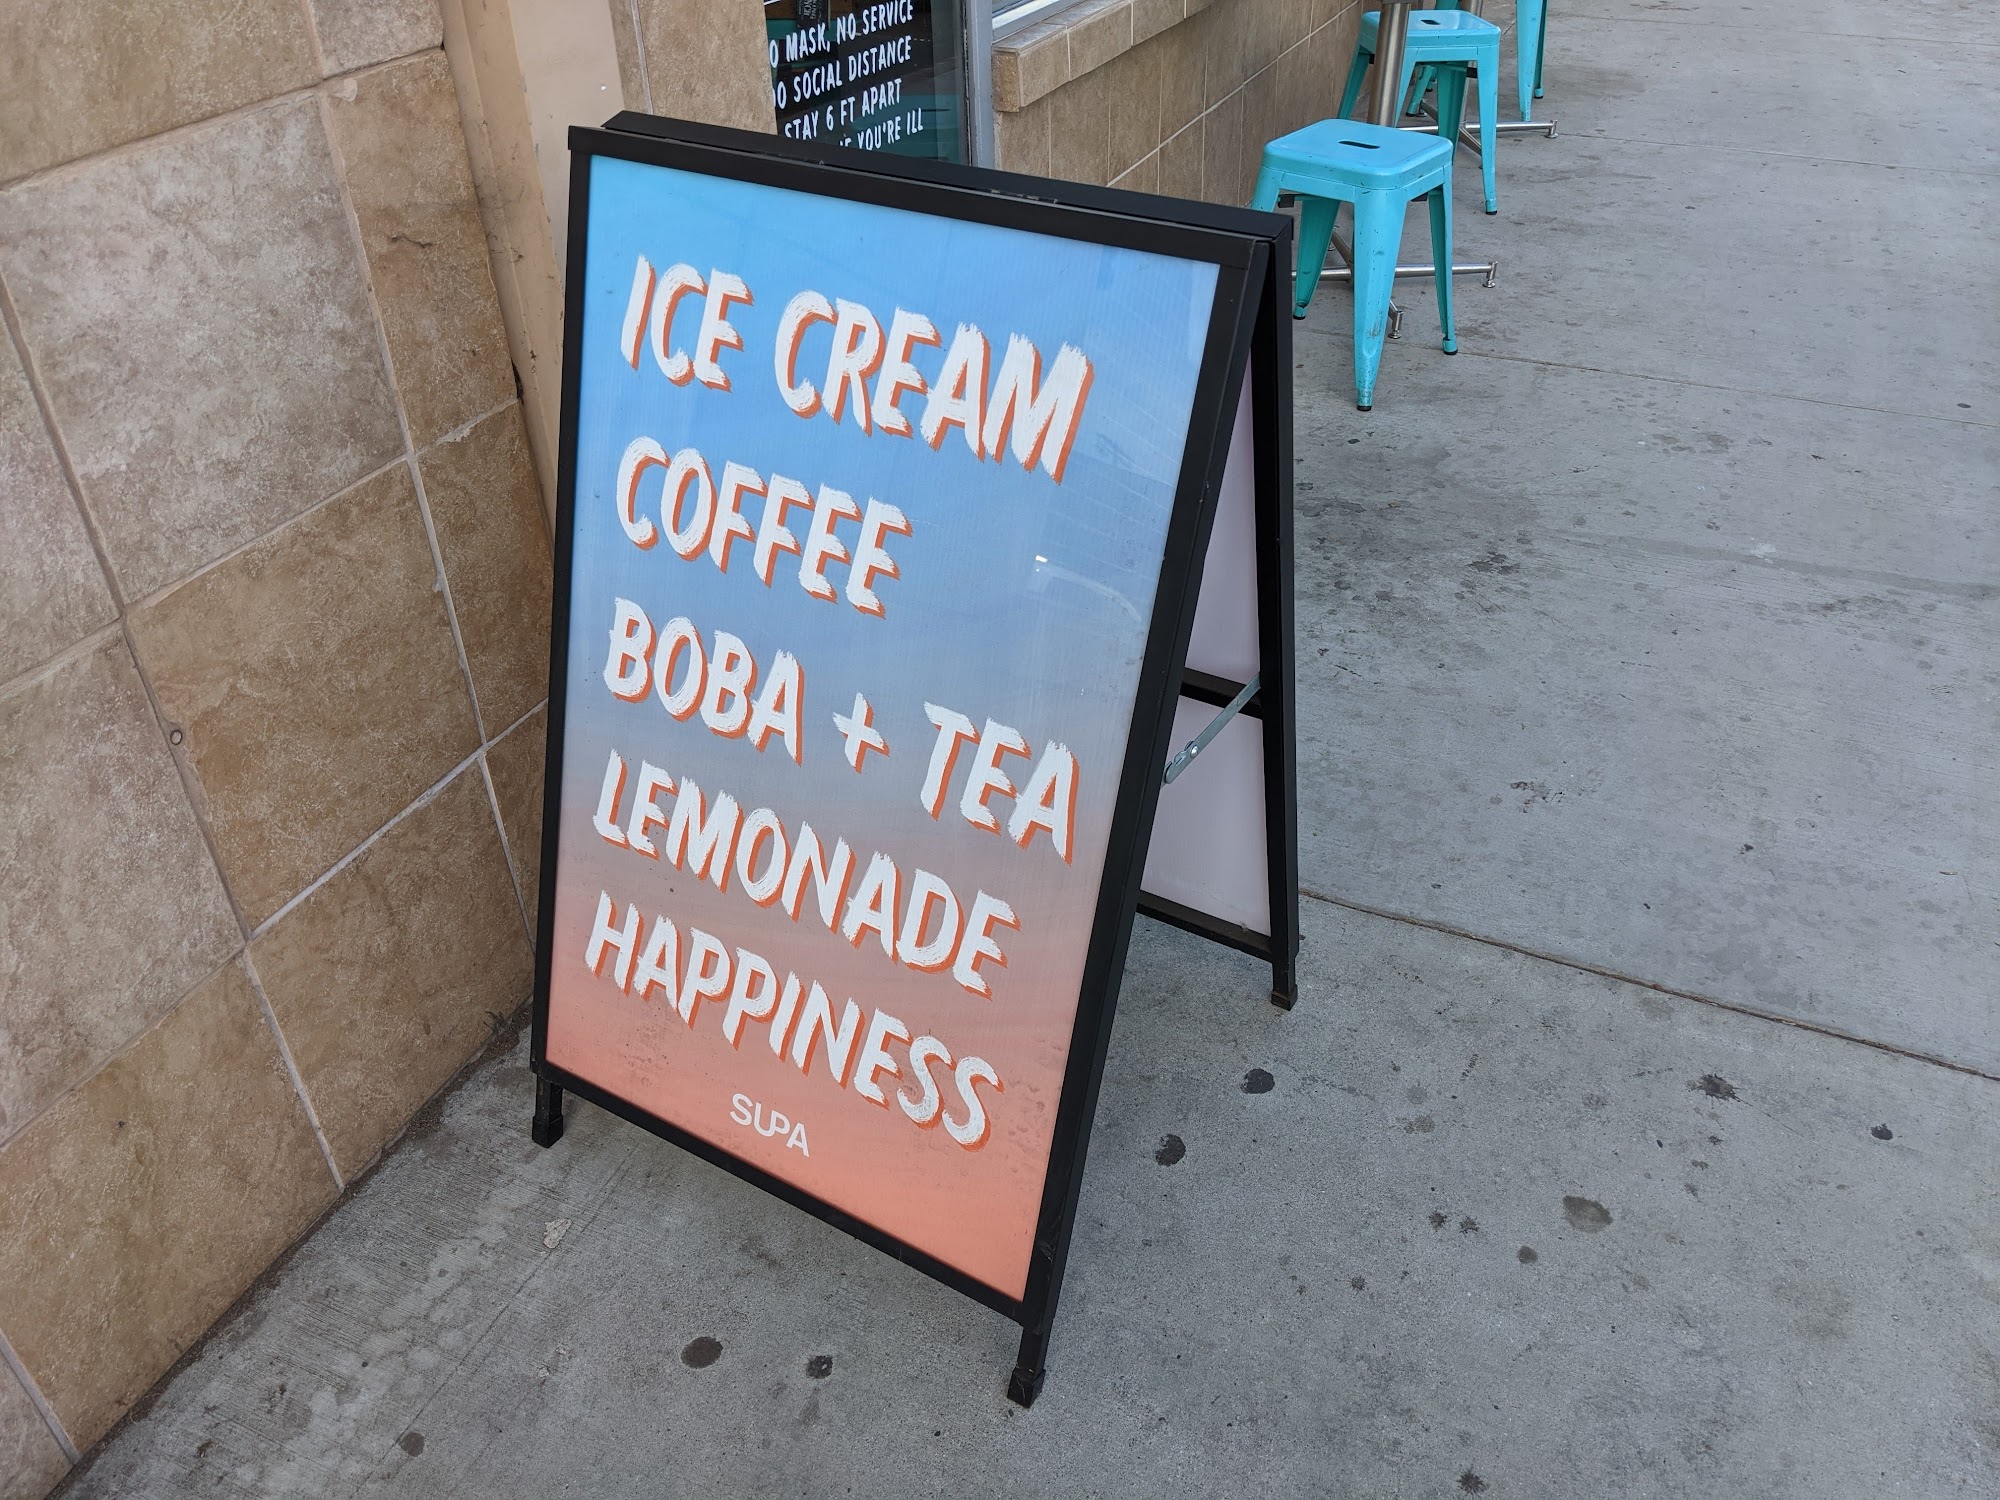 MASK, NO SERVICE
SOCIAL DISTANCE
STAY 6 FT APART
YOU'RE ILL
ICE CREAM
COFFEE
BOBA + TEA
LEMONADE
HAPPINESS
SUPA